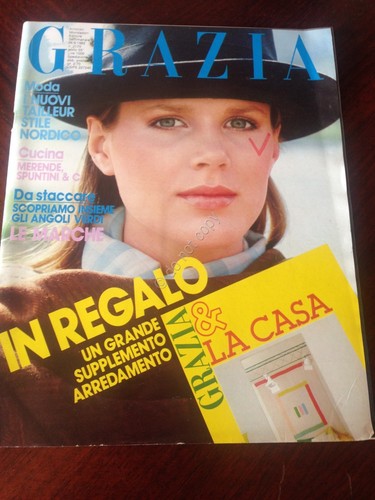 GRAZIA
Moda
I NUOVI
TAILLEUR
STILE
NORDICO
Cucina
MERENDE,
SPUNTINI & C.
Da staccare
SCOPRIAMO INSIEME
GLI ANGOLI VERDI
LE MARCHE
IN REGALO
UN GRANDE
SUPPLEMENTO
ARREDAMENTO
GRAZIA
&
LA CASA